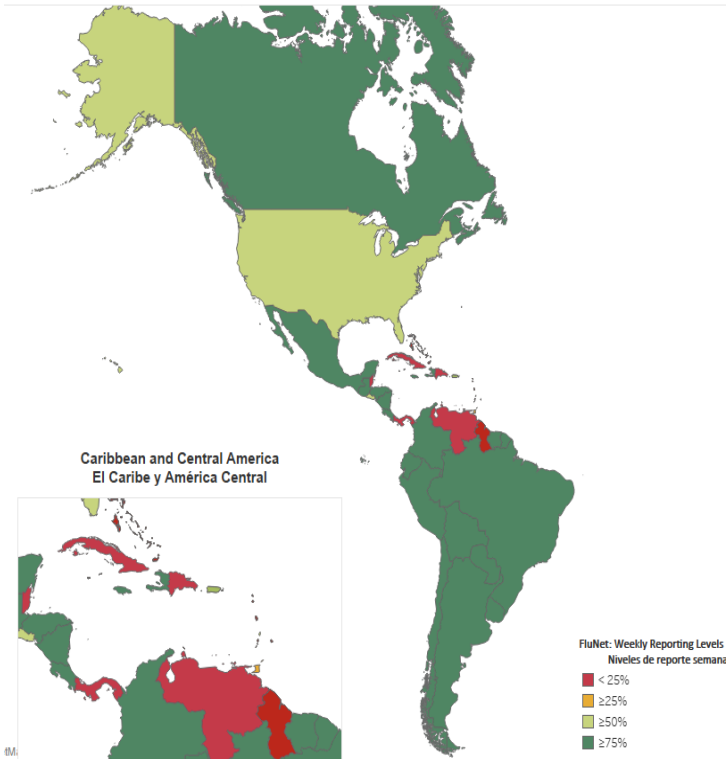 Caribbean and Central America
El Caribe y América Central
FluNet: Weekly Reporting Levels
Niveles de reporte semana
< 25%
≥25%
≥50%
≥75%